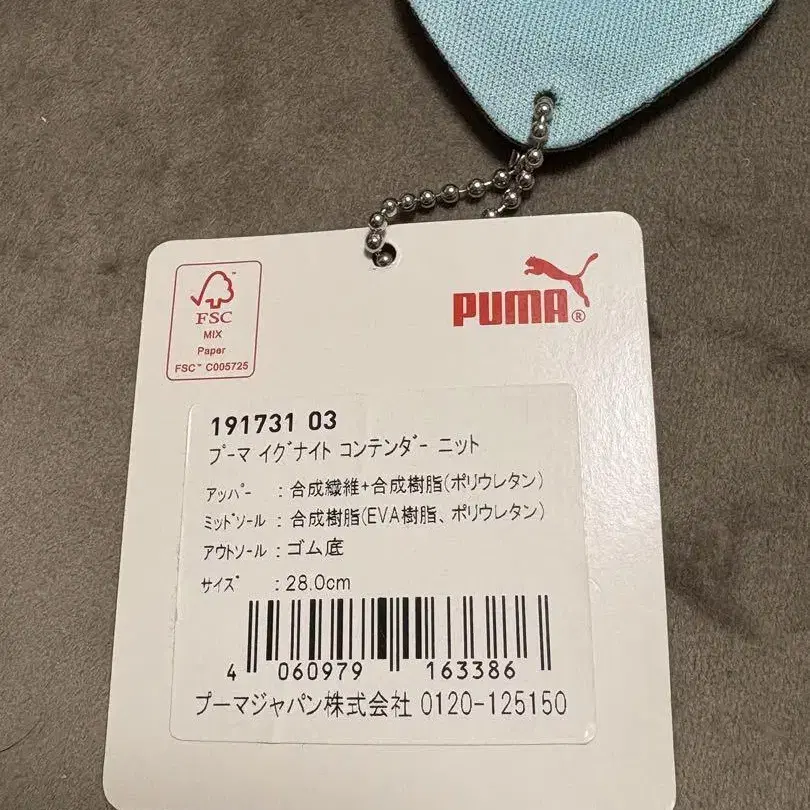 FSC™
MIX
Paper
FSC™ C005725
PUMA®
191731 03
プーマ イグナイト コンテンダー ニット
アッパー : 合成繊維+合成樹脂(ポリウレタン)
ミッドソール : 合成樹脂(EVA樹脂、ポリウレタン)
アウトソール : ゴム底
サイズ : 28.0cm
4 060979 163386
プーマジャパン株式会社 0120-125150